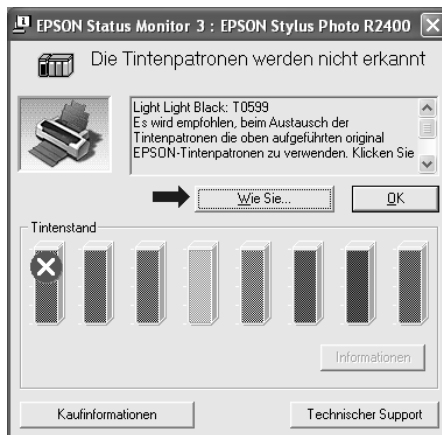 EPSON Status Monitor 3 : EPSON Stylus Photo R2400
Die Tintenpatronen werden nicht erkannt
Light Light Black: T0599
Es wird empfohlen, beim Austausch der
Tintenpatronen die oben aufgeführten original
EPSON-Tintenpatronen zu verwenden. Klicken Sie
Wie Sie...
OK
Tintenstand
Informationen
Kaufinformationen
Technischer Support